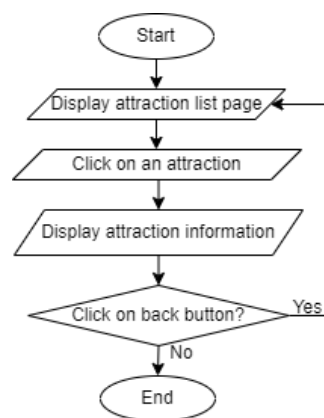 Start
Display attraction list page
Click on an attraction
Display attraction information
Click on back button?
Yes
No
End